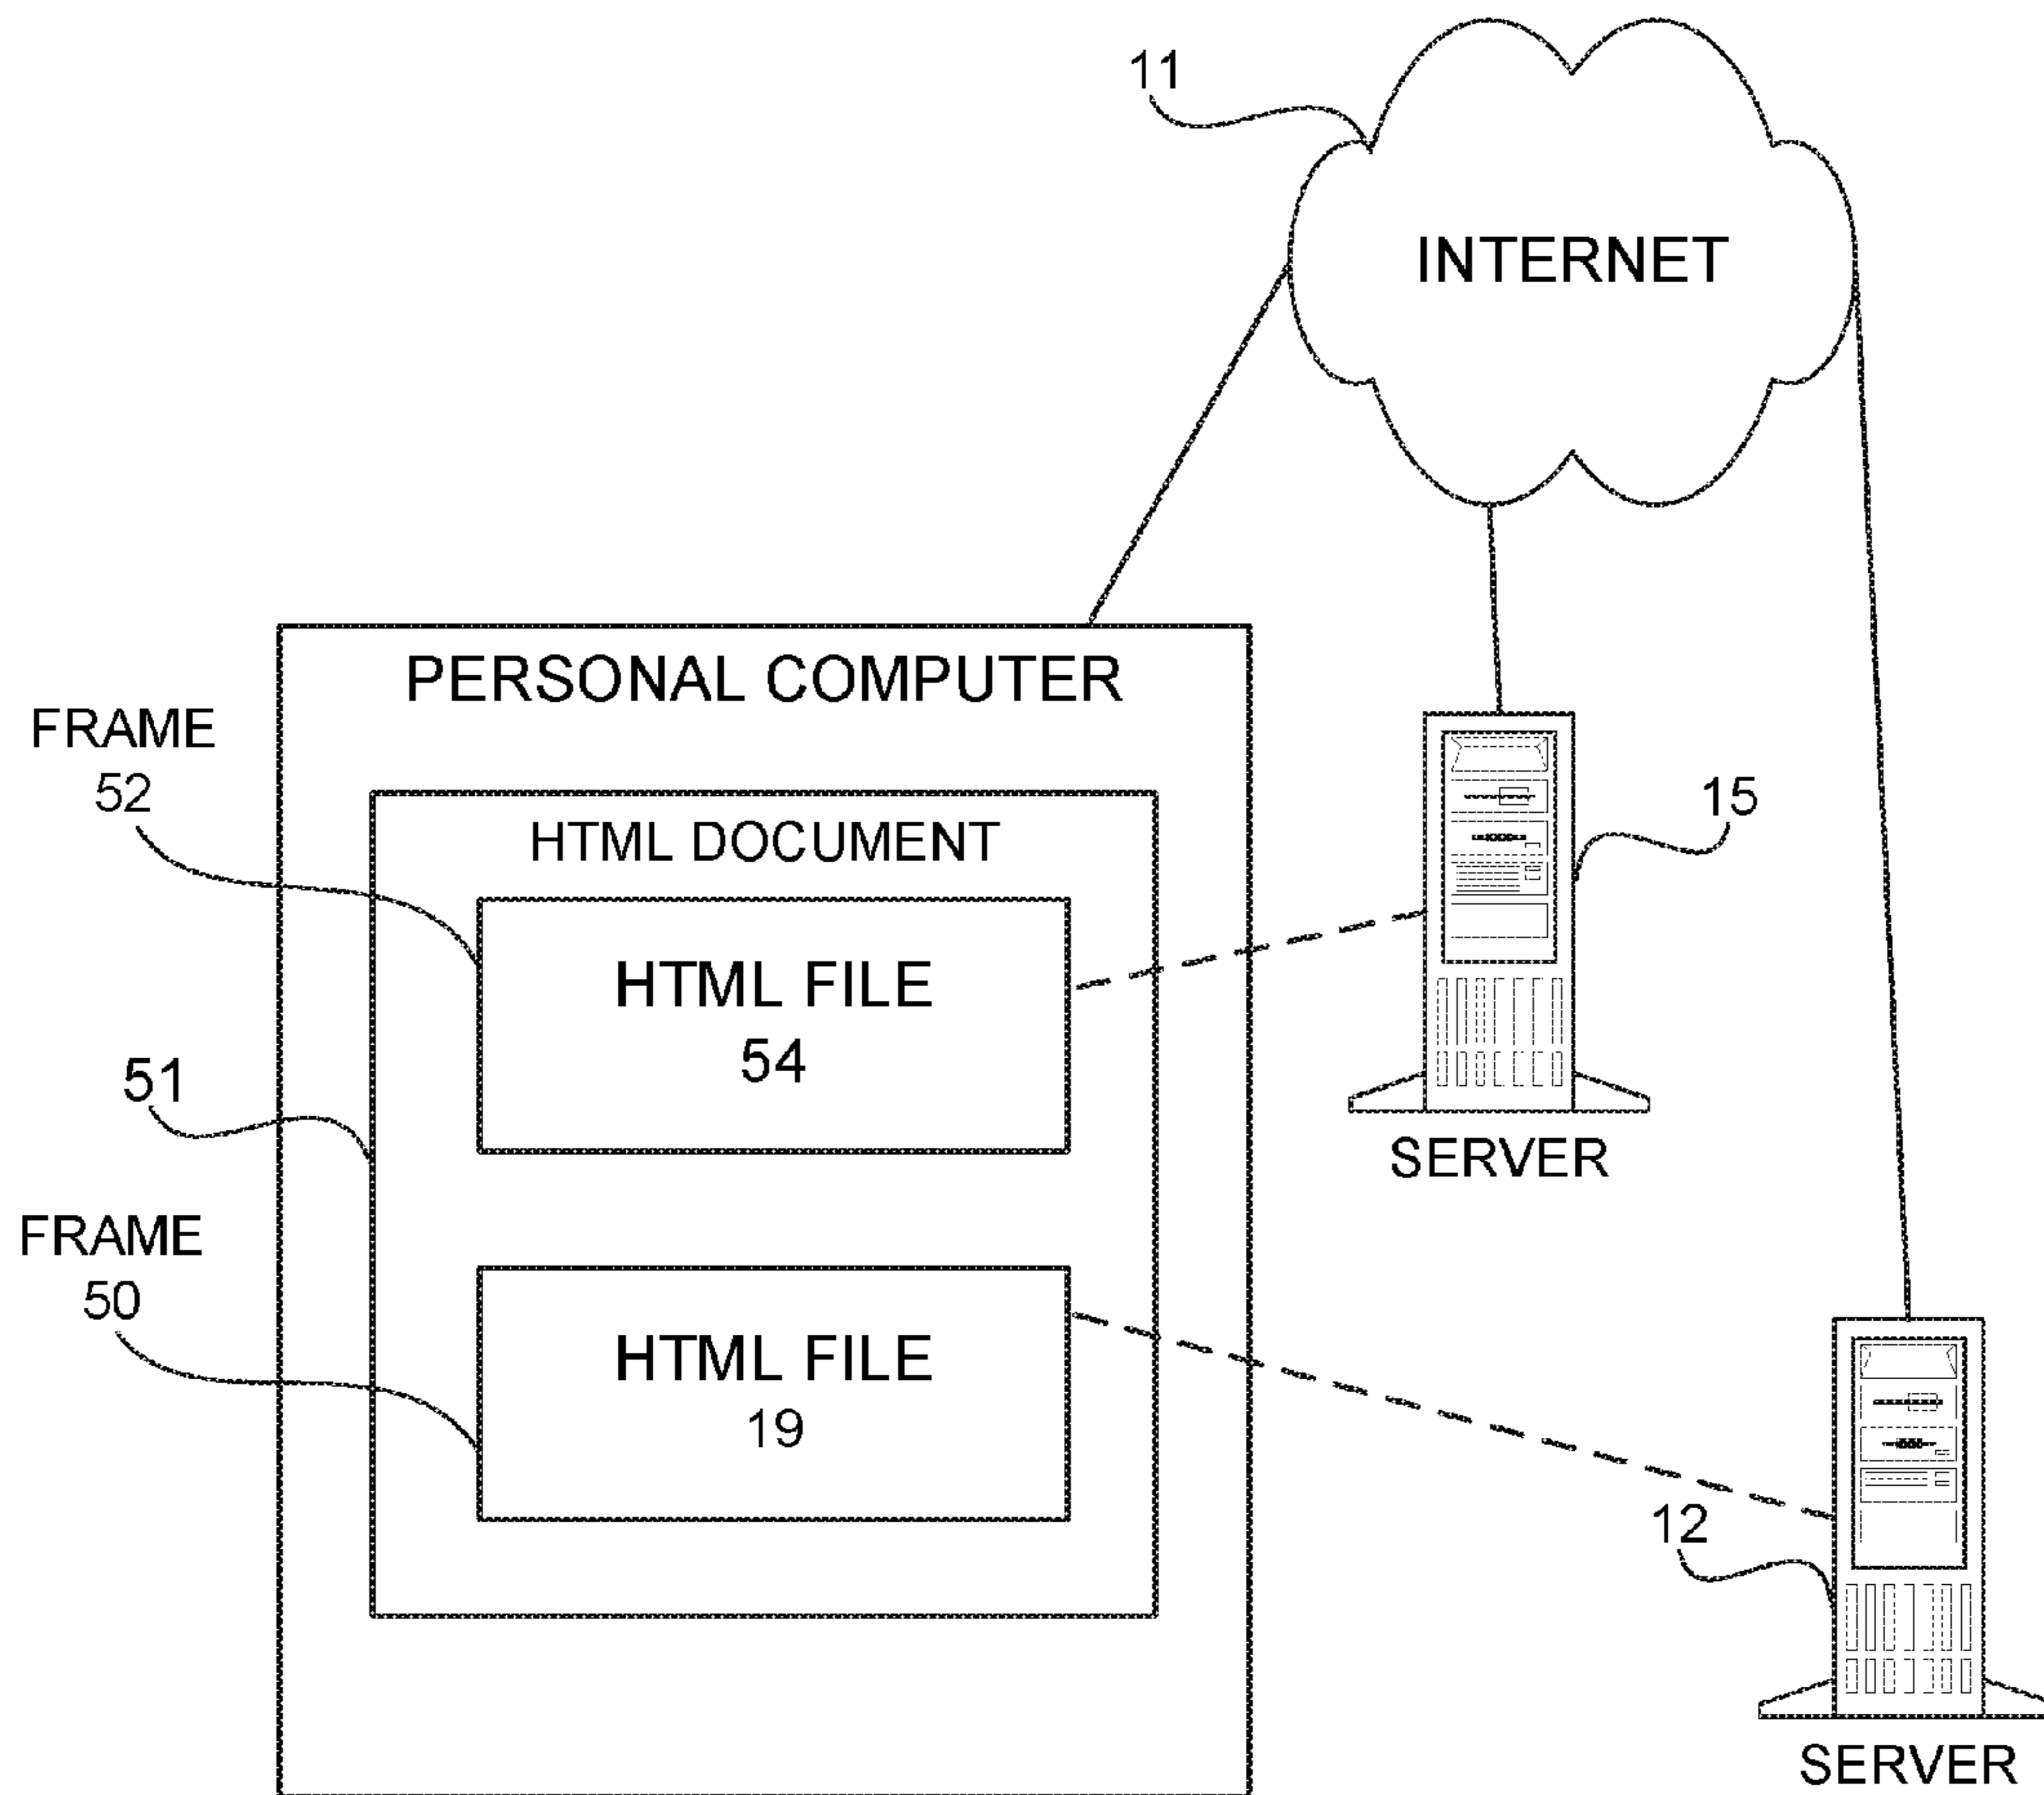 11
INTERNET
PERSONAL COMPUTER
FRAME
52
HTML DOCUMENT
15
HTML FILE
54
51
SERVER
FRAME
50
HTML FILE
19
12
SERVER